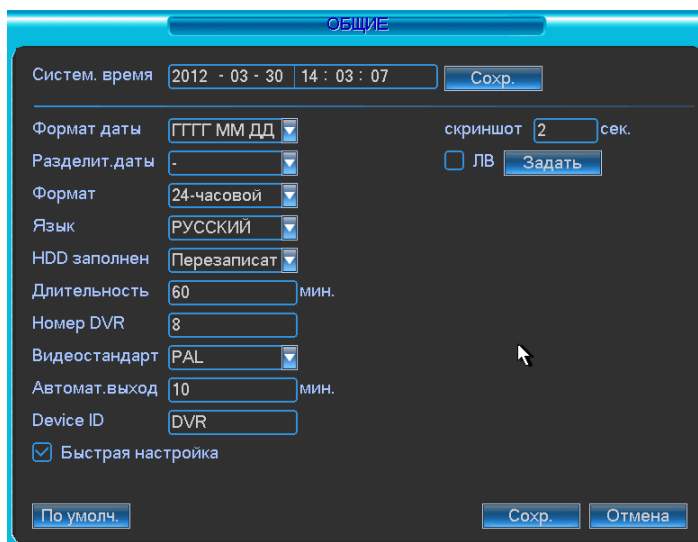 ОБЩИЕ
Систем. время 2012 - 03 - 30 14 : 03 : 07 Сохр.
Формат даты ГГГГ ММ ДД скриншот 2 сек.
Разделит.даты - ЛВ Задать
Формат 24-часовой
Язык РУССКИЙ
HDD заполнен Перезаписат
Длительность 60 мин.
Номер DVR 8
Видеостандарт PAL
Автомат.выход 10 мин.
Device ID DVR
Быстрая настройка
По умолч. Сохр. Отмена